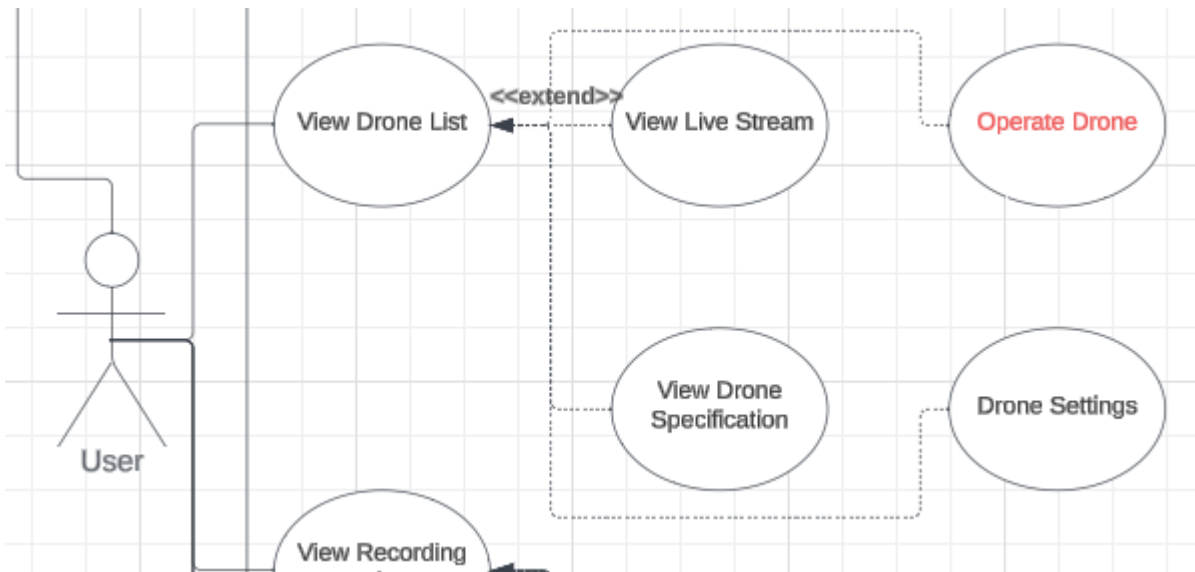 <<extend>>
View Drone List
View Live Stream
Operate Drone
View Drone
Specification
Drone Settings
User
View Recording